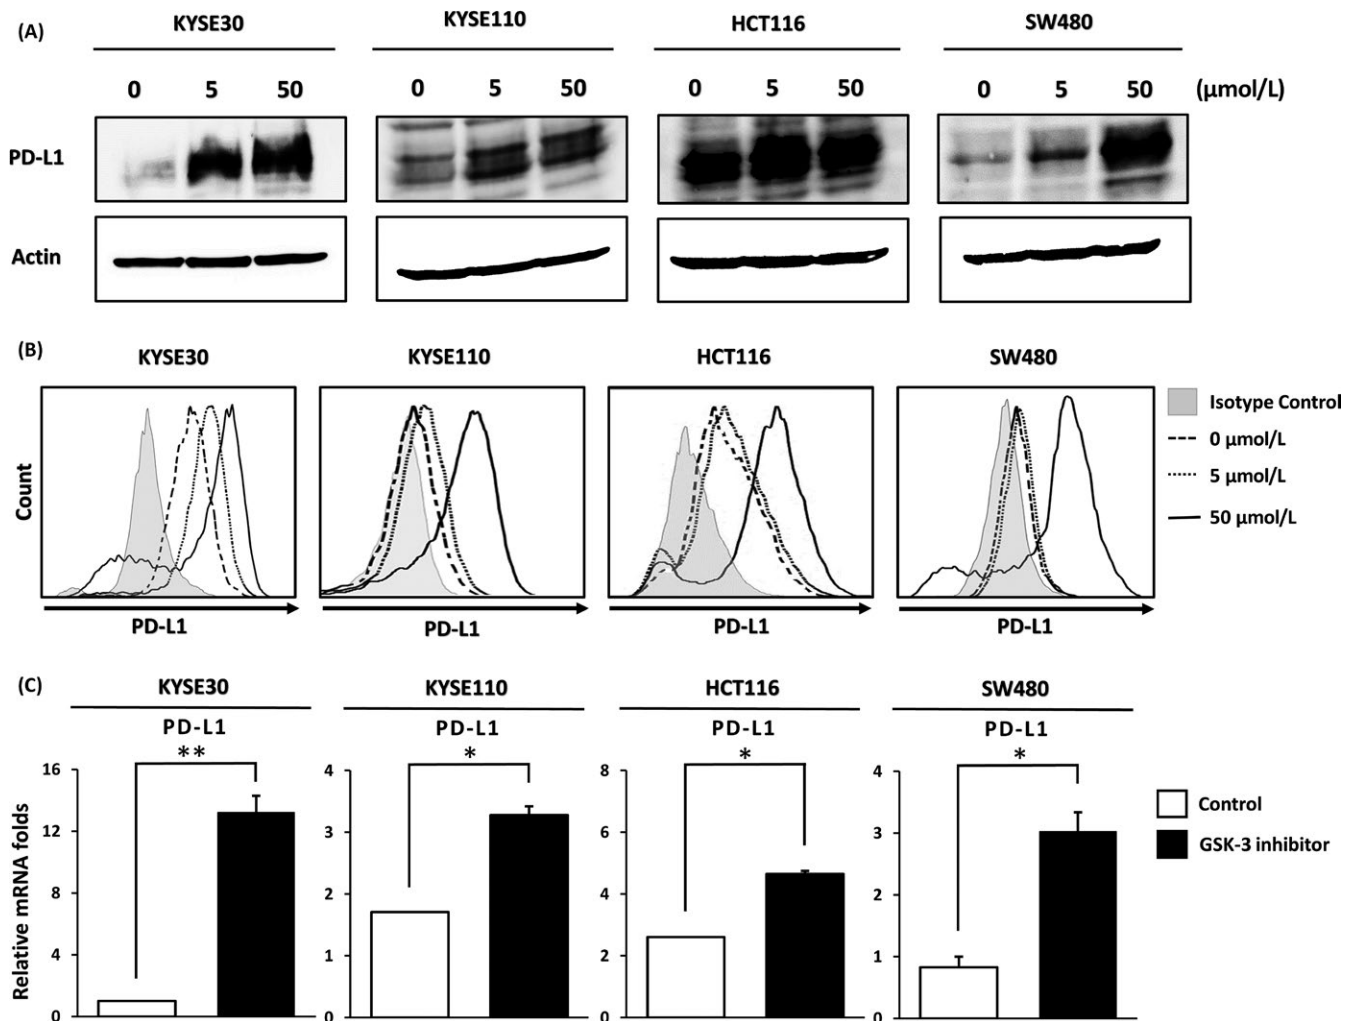 (A)
KYSE30 KYSE110 HCT116 SW480
0 5 50 0 5 50 0 5 50 0 5 50 (μmol/L)
PD-L1
Actin
(B)
KYSE30 KYSE110 HCT116 SW480
Count
PD-L1 PD-L1 PD-L1 PD-L1
Isotype Control
0 μmol/L
5 μmol/L
50 μmol/L
(C)
KYSE30 KYSE110 HCT116 SW480
PD-L1 PD-L1 PD-L1 PD-L1
** * * *
Relative mRNA folds
16 12 8 4 0
4 3 2 1 0
8 6 4 2 0
4 3 2 1 0
Control
GSK-3 inhibitor